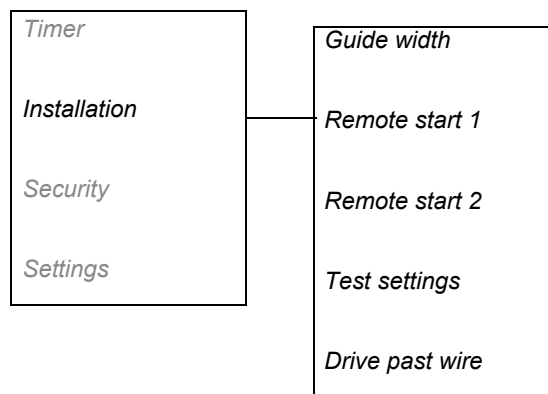 Timer
Installation
Security
Settings
Guide width
Remote start 1
Remote start 2
Test settings
Drive past wire